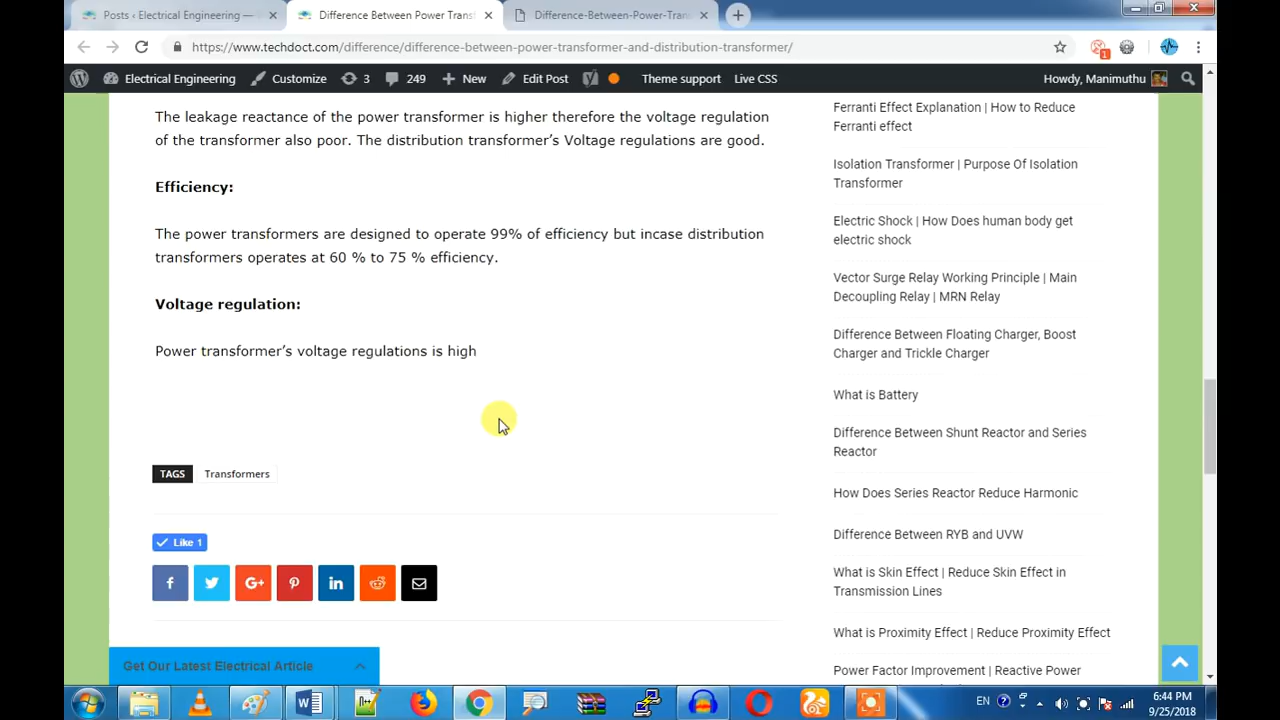 Posts ‹ Electrical Engineering —
Difference Between Power Transf
Difference-Between-Power-Trans
https://www.techdoct.com/difference/difference-between-power-transformer-and-distribution-transformer/
1
Electrical Engineering
Customize
3
249
New
Edit Post
Theme support
Live CSS
Howdy, Manimuthu
The leakage reactance of the power transformer is higher therefore the voltage regulation
of the transformer also poor. The distribution transformer’s Voltage regulations are good.
Efficiency:
The power transformers are designed to operate 99% of efficiency but incase distribution
transformers operates at 60 % to 75 % efficiency.
Voltage regulation:
Power transformer’s voltage regulations is high
TAGS Transformers
Like 1
Get Our Latest Electrical Article
Ferranti Effect Explanation | How to Reduce
Ferranti effect
Isolation Transformer | Purpose Of Isolation
Transformer
Electric Shock | How Does human body get
electric shock
Vector Surge Relay Working Principle | Main
Decoupling Relay | MRN Relay
Difference Between Floating Charger, Boost
Charger and Trickle Charger
What is Battery
Difference Between Shunt Reactor and Series
Reactor
How Does Series Reactor Reduce Harmonic
Difference Between RYB and UVW
What is Skin Effect | Reduce Skin Effect in
Transmission Lines
What is Proximity Effect | Reduce Proximity Effect
Power Factor Improvement | Reactive Power
EN
6:44 PM
9/25/2018